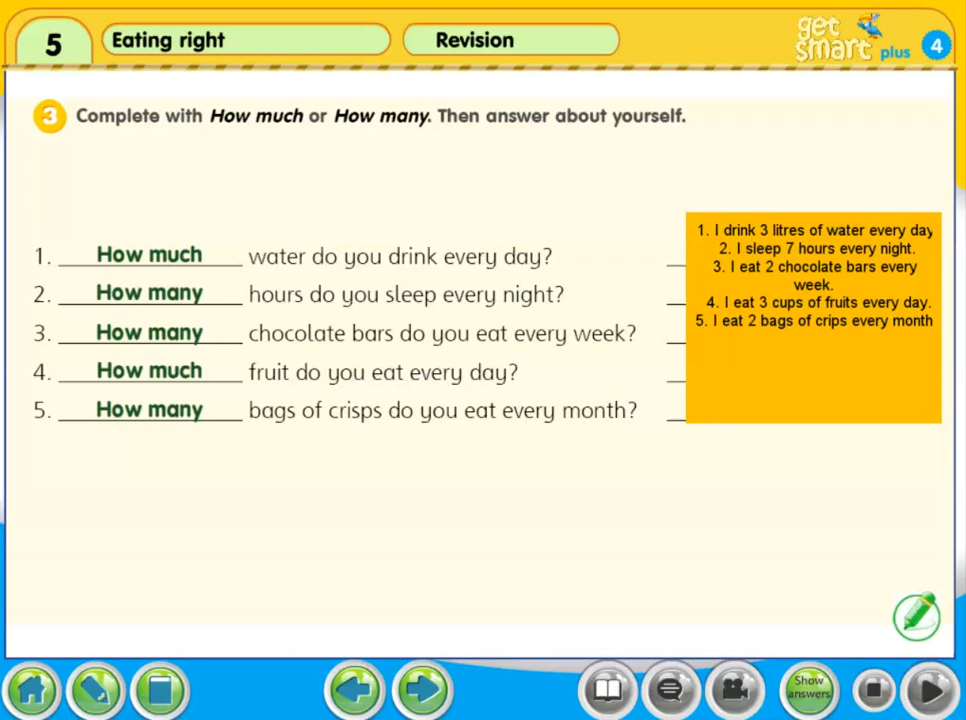 5
Eating right
Revision
get
smart plus 4
3 Complete with How much or How many. Then answer about yourself.
1. How much water do you drink every day?
2. How many hours do you sleep every night?
3. How many chocolate bars do you eat every week?
4. How much fruit do you eat every day?
5. How many bags of crisps do you eat every month?
1. I drink 3 litres of water every day
2. I sleep 7 hours every night.
3. I eat 2 chocolate bars every
week.
4. I eat 3 cups of fruits every day.
5. I eat 2 bags of crips every month
Show
answers